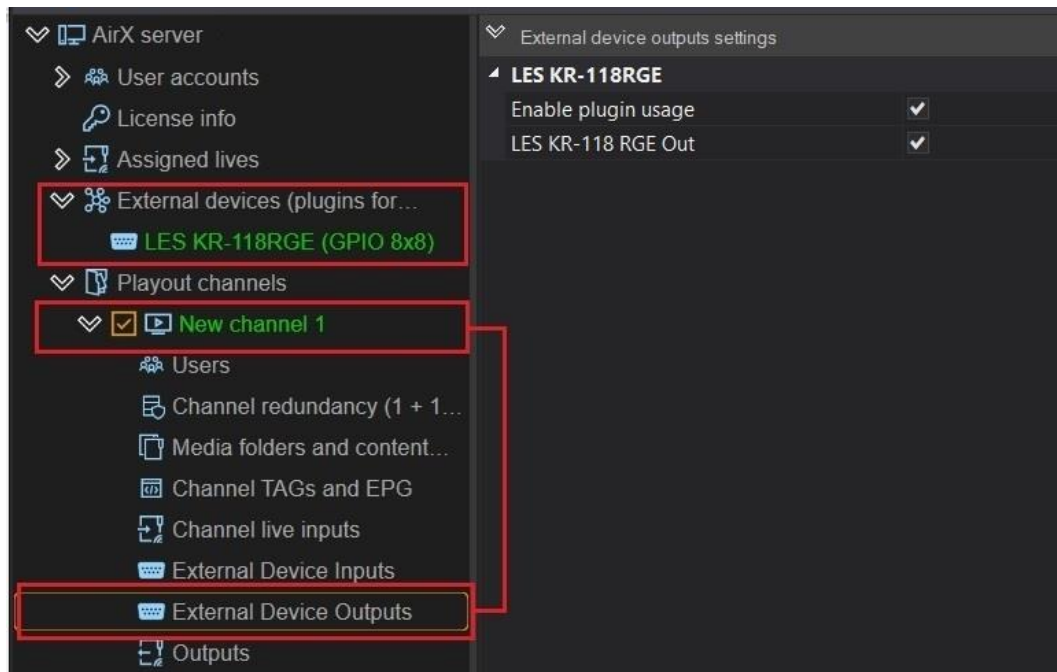 AirX server
User accounts
License info
Assigned lives
External devices (plugins for...
LES KR-118RGE (GPIO 8x8)
Playout channels
New channel 1
Users
Channel redundancy (1 + 1...
Media folders and content...
Channel TAGs and EPG
Channel live inputs
External Device Inputs
External Device Outputs
Outputs
External device outputs settings
LES KR-118RGE
Enable plugin usage
LES KR-118 RGE Out